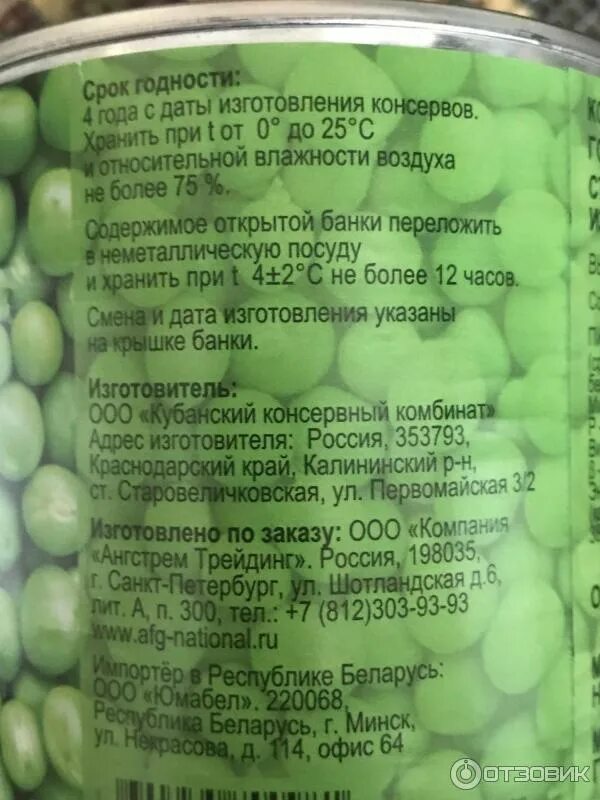 Срок годности:
4 года с даты изготовления консервов.
Хранить при t от 0° до 25°С
и относительной влажности воздуха
не более 75 %.
Содержимое открытой банки переложить
в неметаллическую посуду
и хранить при t 4±2°С не более 12 часов.
Смена и дата изготовления указаны
на крышке банки.
Изготовитель:
ООО «Кубанский консервный комбинат»
Адрес изготовителя: Россия, 353793,
Краснодарский край, Калининский р-н,
ст. Старовеличковская, ул. Первомайская 3/2
Изготовлено по заказу: ООО «Компания
«Ангстрем Трейдинг». Россия, 198035,
г. Санкт-Петербург, ул. Шотландская д.6,
лит. А, п. 300, тел.: +7 (812)303-93-93
www.afg-national.ru
Импортёр в Республике Беларусь:
ООО «Юмабел». 220068,
Республика Беларусь, г. Минск,
ул. Некрасова, д. 114, офис 64
ОТЗОВИК